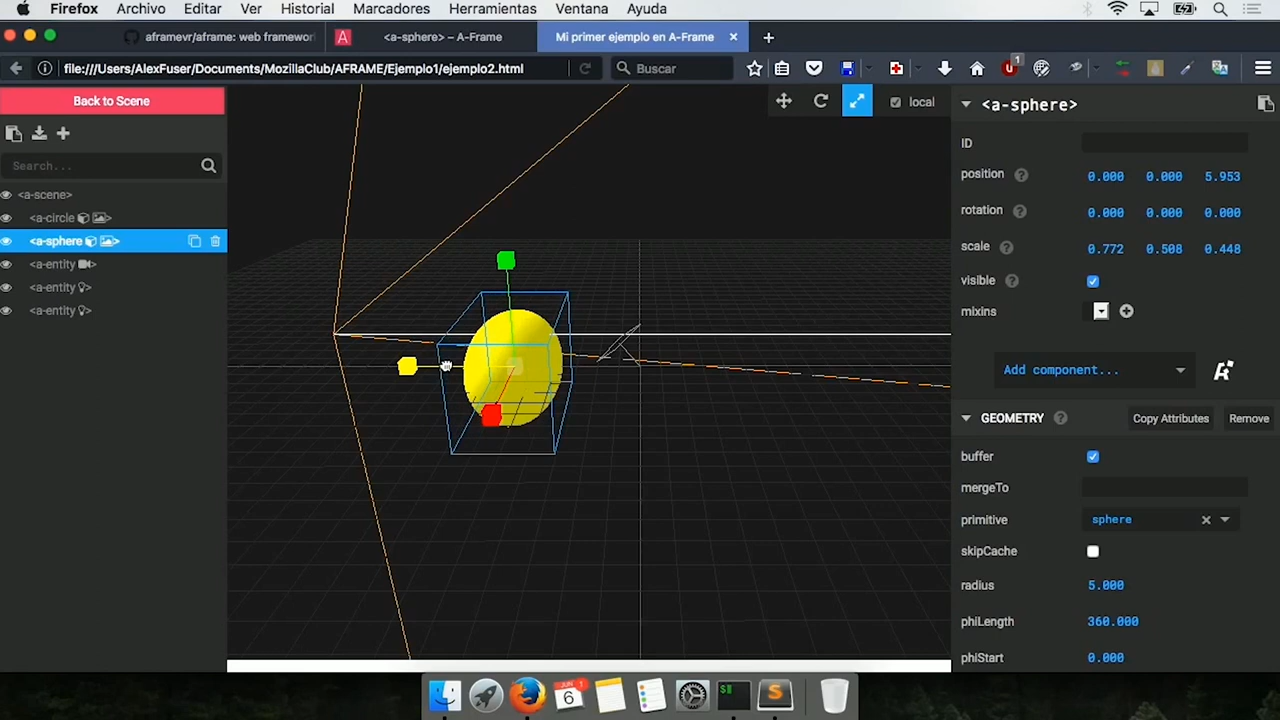 Firefox Archivo Editar Ver Historial Marcadores Herramientas Ventana Ayuda
aframevr/aframe: web framewor
A <a-sphere> – A-Frame
Mi primer ejemplo en A-Frame × +
file:///Users/AlexFuser/Documents/MozillaClub/AFRAME/Ejemplo1/ejemplo2.html
Buscar
1
Back to Scene
local
<a-sphere>
Search...
ID
<a-scene>
position 0.000 0.000 5.953
<a-circle >
rotation 0.000 0.000 0.000
<a-sphere >
scale 0.772 0.508 0.448
<a-entity >
visible
<a-entity >
mixins
<a-entity >
Add component...
GEOMETRY Copy Attributes Remove
buffer
mergeTo
primitive sphere ×
skipCache
radius 5.000
phiLength 360.000
phiStart 0.000
JUN 1
6